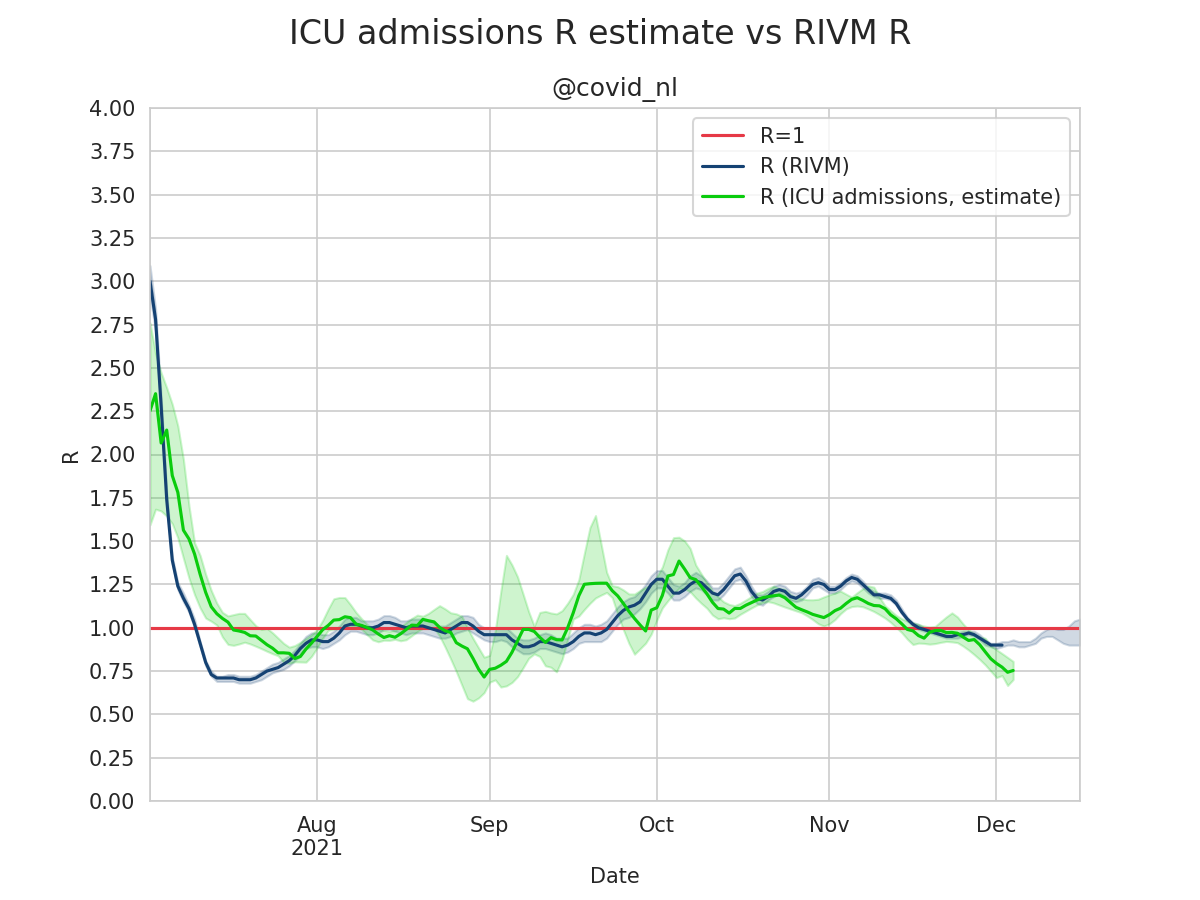 ICU admissions R estimate vs RIVM R
@covid_nl
4.00
3.75
3.50
3.25
3.00
2.75
2.50
2.25
2.00
1.75
1.50
1.25
1.00
0.75
0.50
0.25
0.00
R
R=1
R (RIVM)
R (ICU admissions, estimate)
Aug
2021
Sep
Oct
Nov
Dec
Date